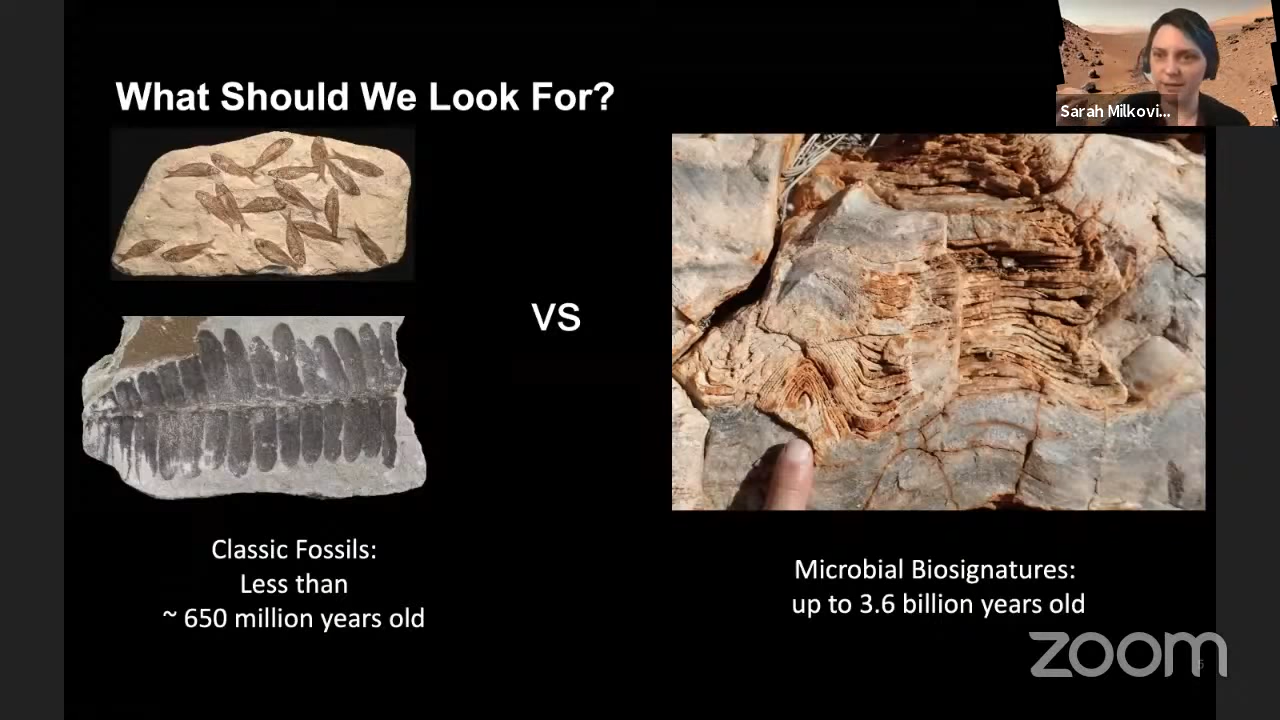 What Should We Look For?
Sarah Milkovi...
VS
Classic Fossils:
Less than
~ 650 million years old
Microbial Biosignatures:
up to 3.6 billion years old
zoom
5